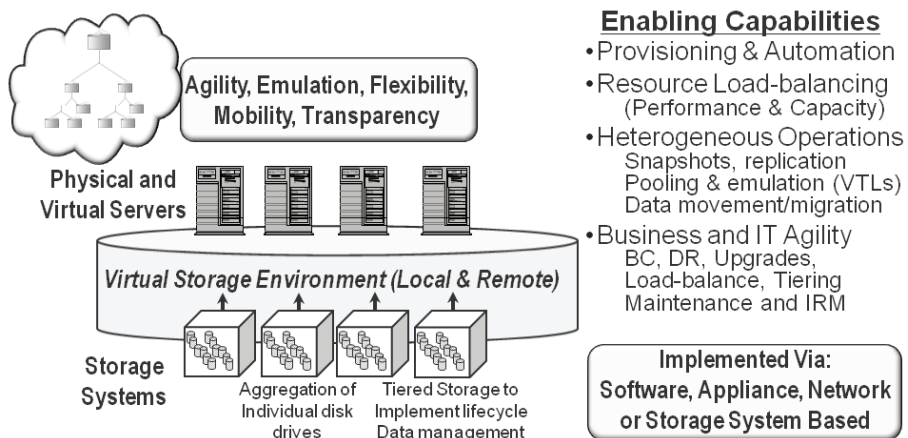 Agility, Emulation, Flexibility,
Mobility, Transparency
Physical and
Virtual Servers
Virtual Storage Environment (Local & Remote)
Storage
Systems
Aggregation of
Individual disk
drives
Tiered Storage to
Implement lifecycle
Data management
Enabling Capabilities
•Provisioning & Automation
•Resource Load-balancing
(Performance & Capacity)
•Heterogeneous Operations
Snapshots, replication
Pooling & emulation (VTLs)
Data movement/migration
•Business and IT Agility
BC, DR, Upgrades,
Load-balance, Tiering
Maintenance and IRM
Implemented Via:
Software, Appliance, Network
or Storage System Based